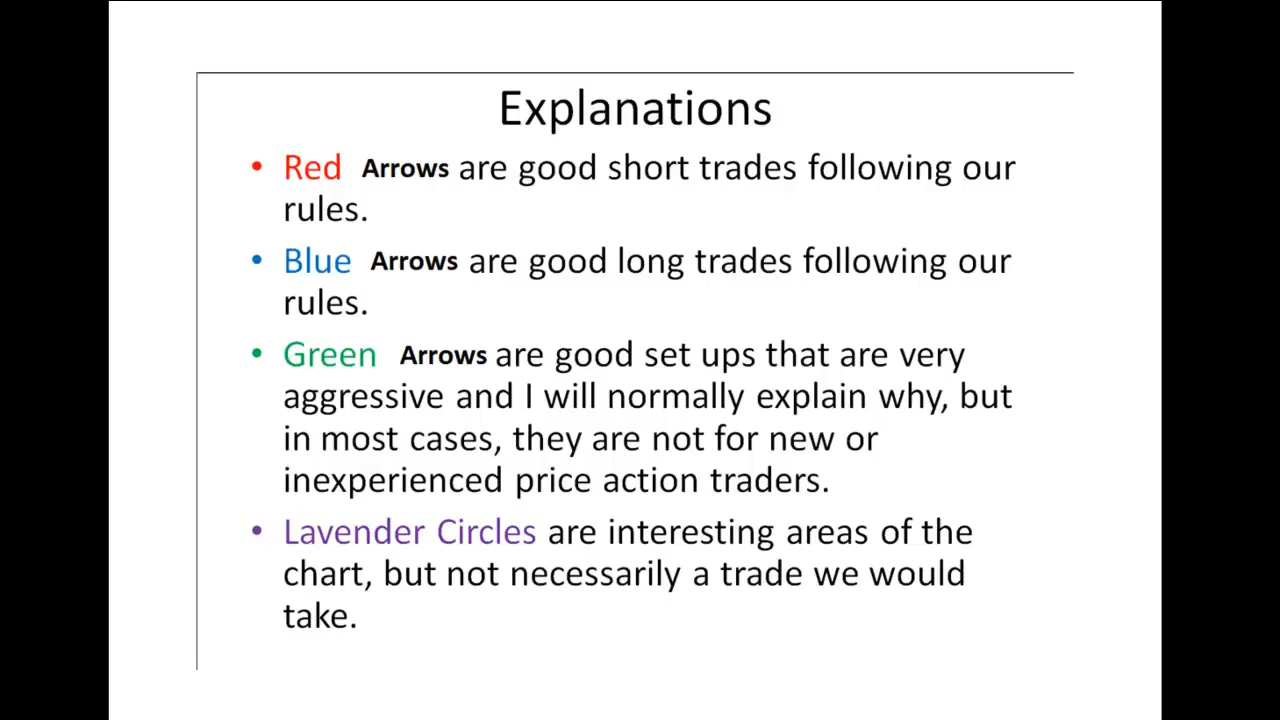 Explanations
• Red Arrows are good short trades following our
rules.
• Blue Arrows are good long trades following our
rules.
• Green Arrows are good set ups that are very
aggressive and I will normally explain why, but
in most cases, they are not for new or
inexperienced price action traders.
• Lavender Circles are interesting areas of the
chart, but not necessarily a trade we would
take.